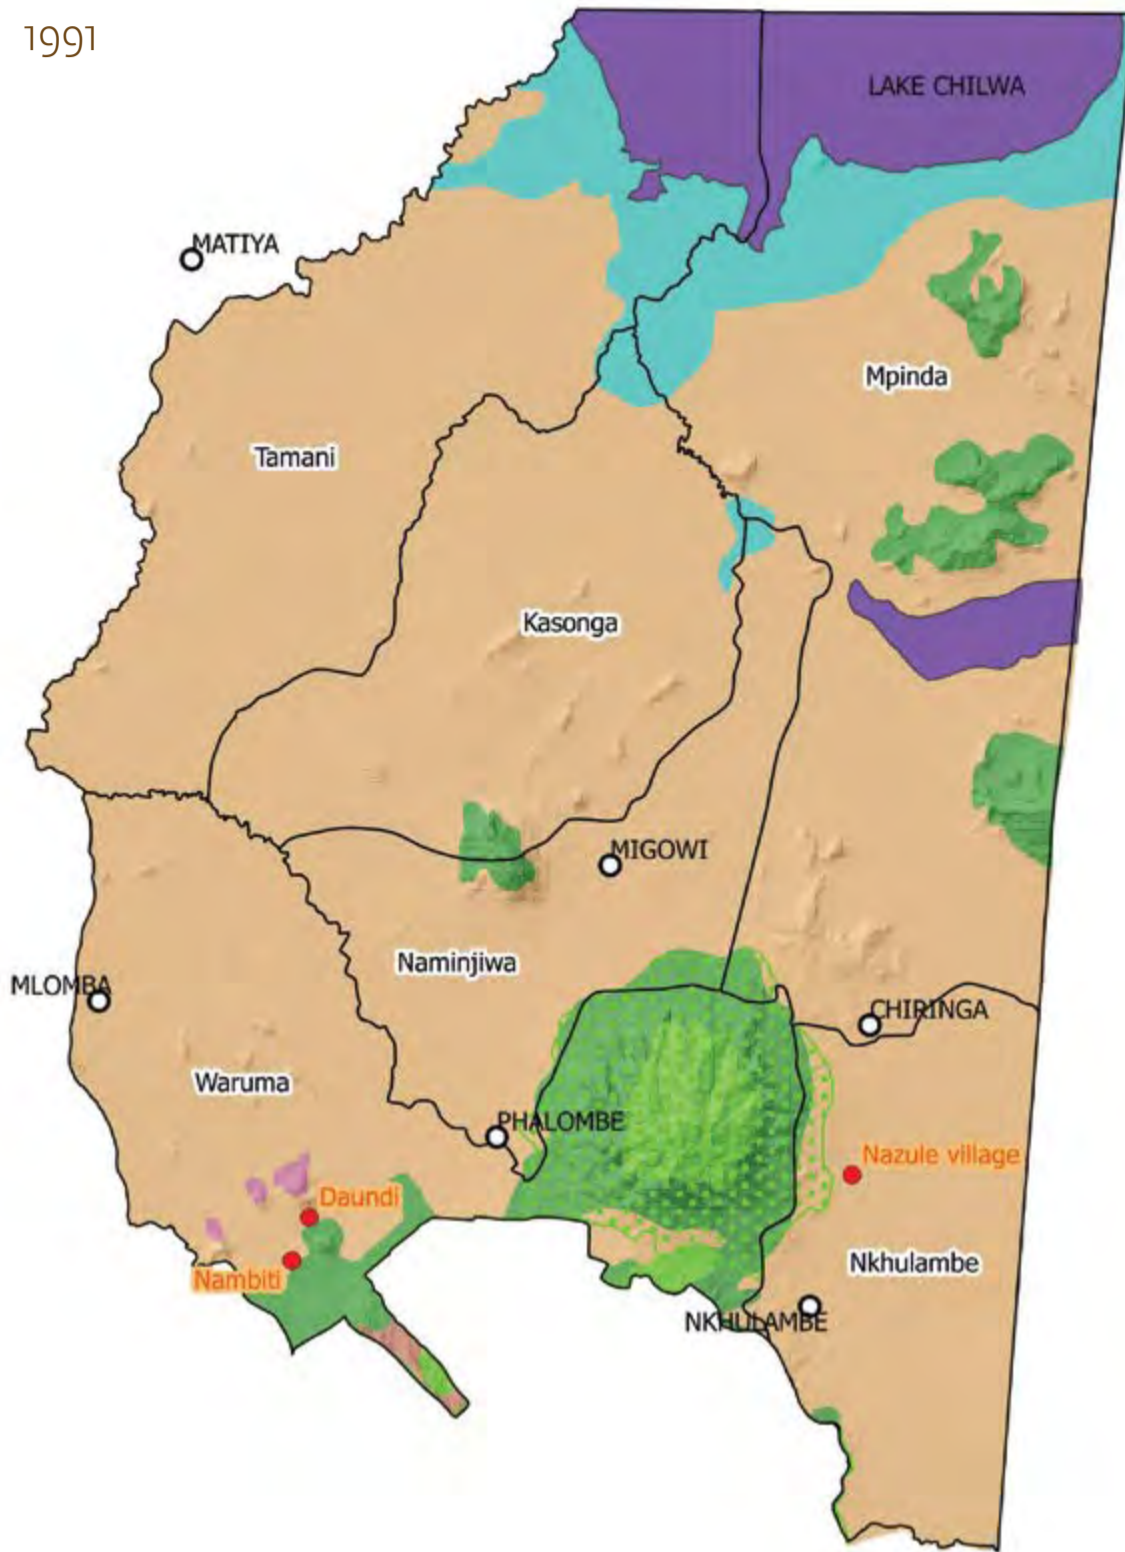 1991
LAKE CHILWA
MATIYA
Mpinda
Tamani
Kasonga
MIGOWI
Naminjiwa
MLOMBA
CHIRINGA
Waruma
PHALOMBE
Nazule village
Daundi
Nkhulambe
Nambiti
NKHULAMBE